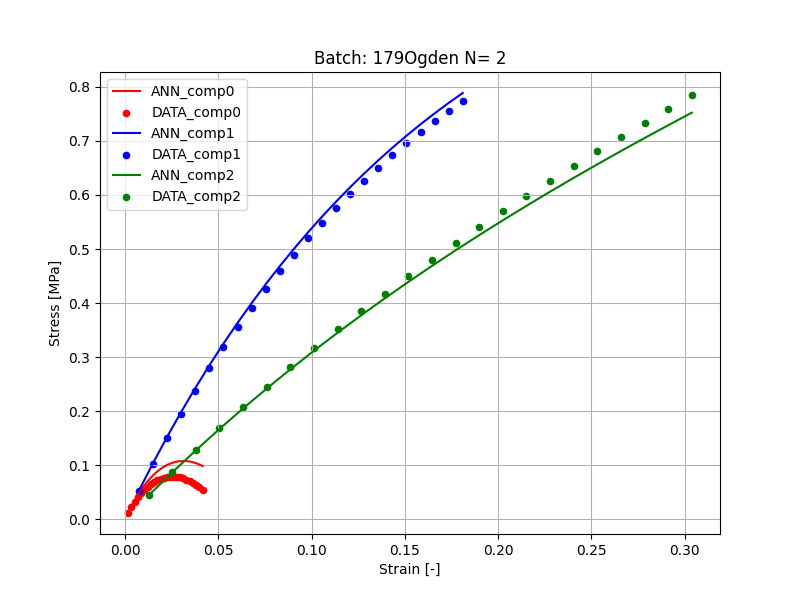 Batch: 179Ogden N= 2
ANN_comp0
DATA_comp0
ANN_comp1
DATA_comp1
ANN_comp2
DATA_comp2
Stress [MPa]
0.8
0.7
0.6
0.5
0.4
0.3
0.2
0.1
0.0
0.00 0.05 0.10 0.15 0.20 0.25 0.30
Strain [-]